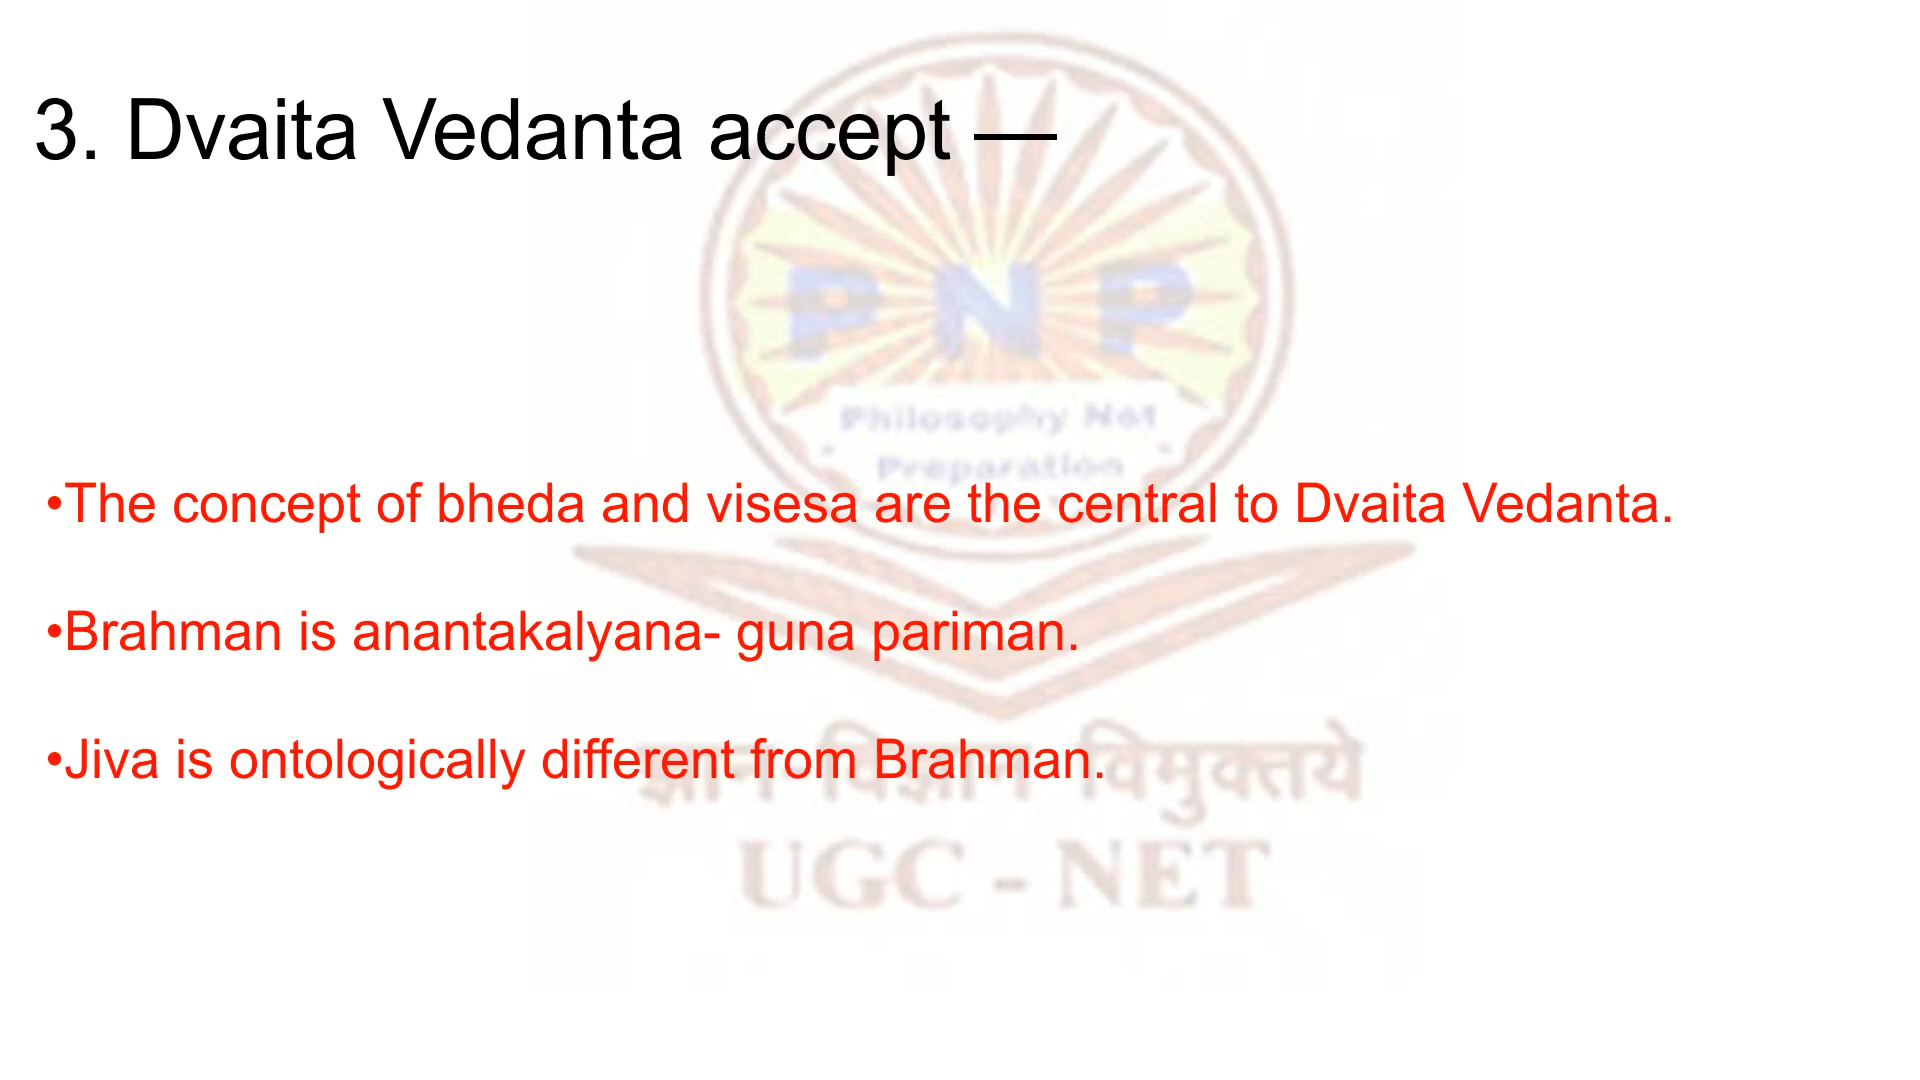 3. Dvaita Vedanta accept —
P N P
Philosophy Net
Preparation
•The concept of bheda and visesa are the central to Dvaita Vedanta.
•Brahman is anantakalyana- guna pariman.
•Jiva is ontologically different from Brahman.
ज्ञान विज्ञान विमुक्तये
UGC - NET